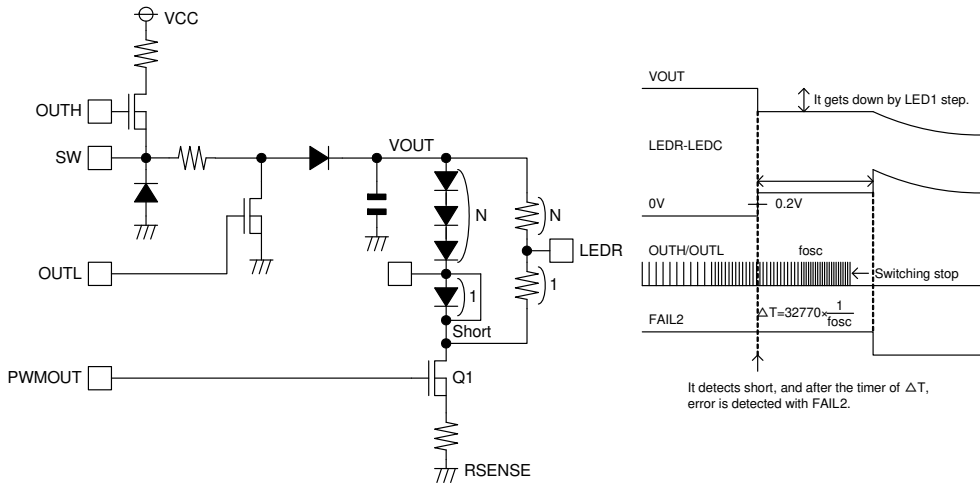 VCC
OUTH
SW
VOUT
N
N
LEDR
OUTL
1
1
Short
PWMOUT
Q1
RSENSE
VOUT
It gets down by LED1 step.
LEDR-LEDC
0V
0.2V
OUTH/OUTL
fosc
Switching stop
△T=32770×1/fosc
FAIL2
It detects short, and after the timer of △T,
error is detected with FAIL2.